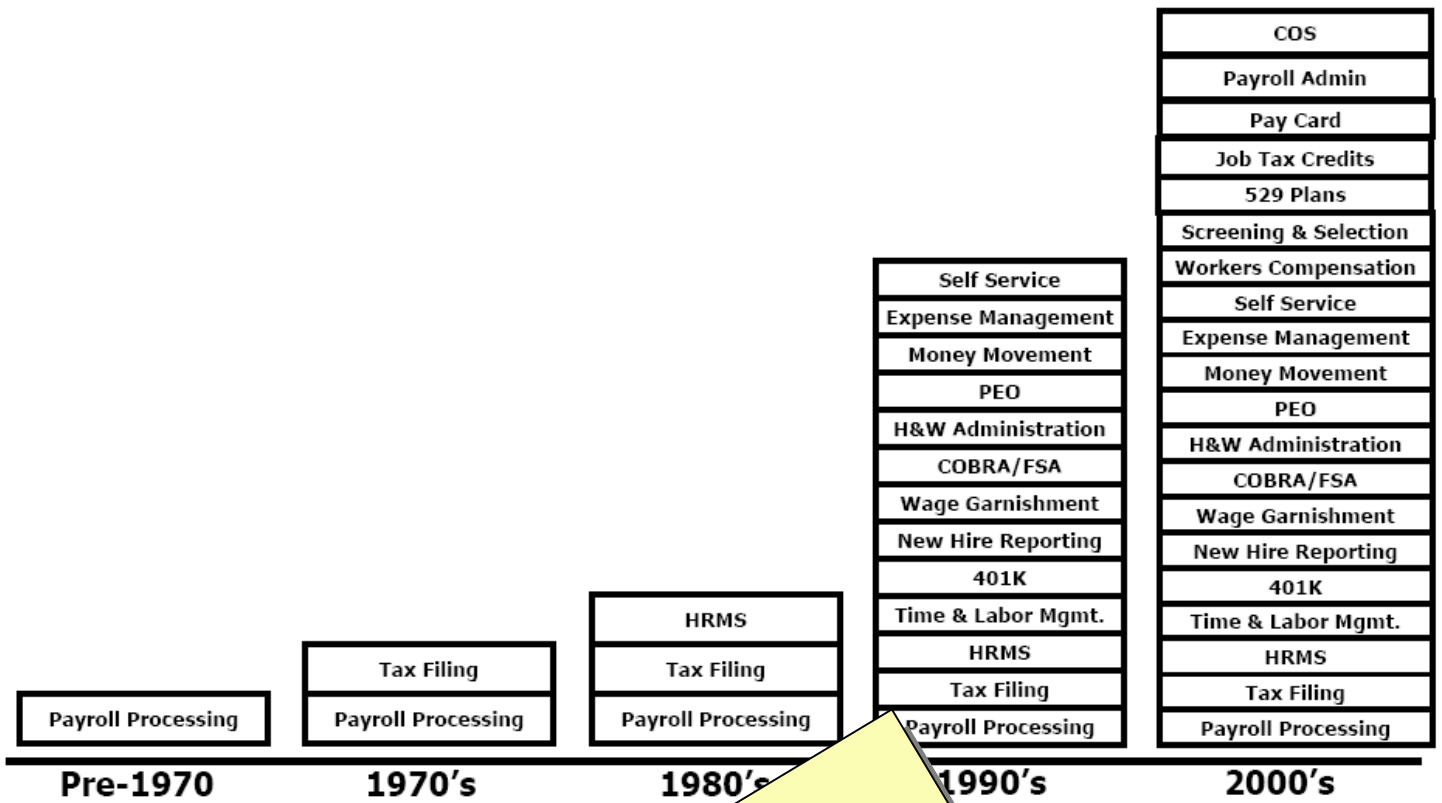 COS
Payroll Admin
Pay Card
Job Tax Credits
529 Plans
Screening & Selection
Workers Compensation
Self Service
Expense Management
Money Movement
PEO
H&W Administration
COBRA/FSA
Wage Garnishment
New Hire Reporting
401K
Time & Labor Mgmt.
HRMS
Tax Filing
Payroll Processing
Self Service
Expense Management
Money Movement
PEO
H&W Administration
COBRA/FSA
Wage Garnishment
New Hire Reporting
401K
Time & Labor Mgmt.
HRMS
Tax Filing
Payroll Processing
HRMS
Tax Filing
Payroll Processing
Tax Filing
Payroll Processing
Payroll Processing
Pre-1970
1970's
1980's
1990's
2000's